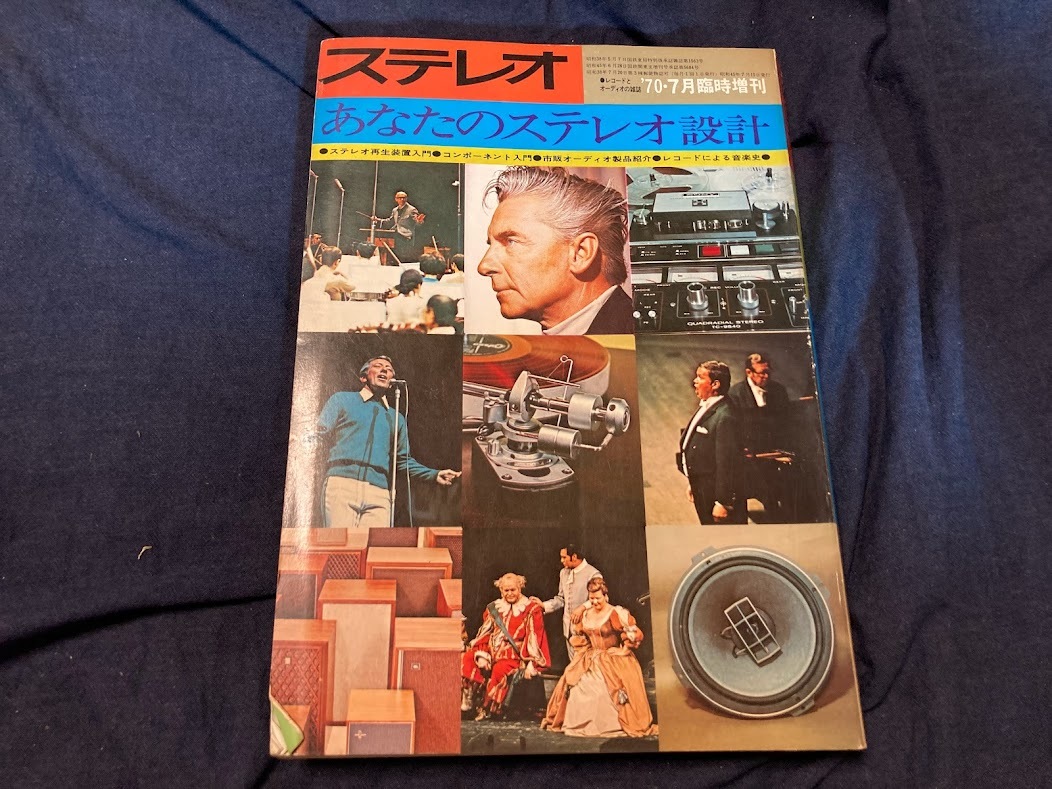 ステレオ
●レコードと
オーディオの雑誌
'70・7月臨時増刊
あなたのステレオ設計
●ステレオ再生装置入門●コンポーネント入門●市販オーディオ製品紹介●レコードによる音楽史●
SONY
QUADRADIAL STEREO
TC-9540